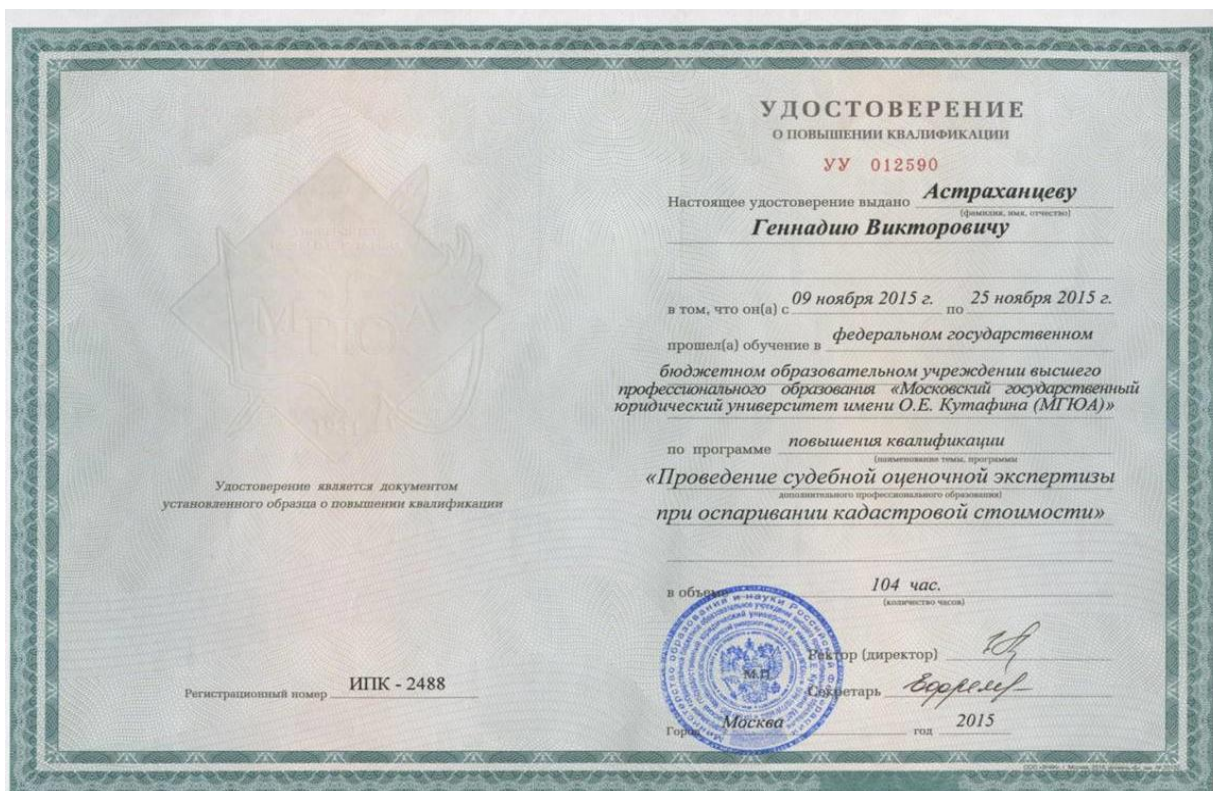 УДОСТОВЕРЕНИЕ
О ПОВЫШЕНИИ КВАЛИФИКАЦИИ
УУ 012590
Настоящее удостоверение выдано Астраханцеву
(фамилия, имя, отчество)
Геннадию Викторовичу
в том, что он(а) с 09 ноября 2015 г. по 25 ноября 2015 г.
прошел(а) обучение в федеральном государственном
бюджетном образовательном учреждении высшего
профессионального образования «Московский государственный
юридический университет имени О.Е. Кутафина (МГЮА)»
по программе повышения квалификации
(наименование темы, программы
«Проведение судебной оценочной экспертизы
дополнительного профессионального образования)
при оспаривании кадастровой стоимости»
в объеме 104 час.
(количество часов)
Ректор (директор)
М.П.
Секретарь
Город Москва год 2015
МГЮА
1931
Удостоверение является документом
установленного образца о повышении квалификации
Регистрационный номер ИПК - 2488